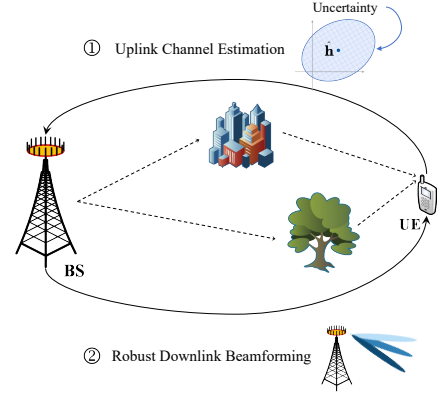 Uncertainty
① Uplink Channel Estimation
ĥ
UE
BS
② Robust Downlink Beamforming